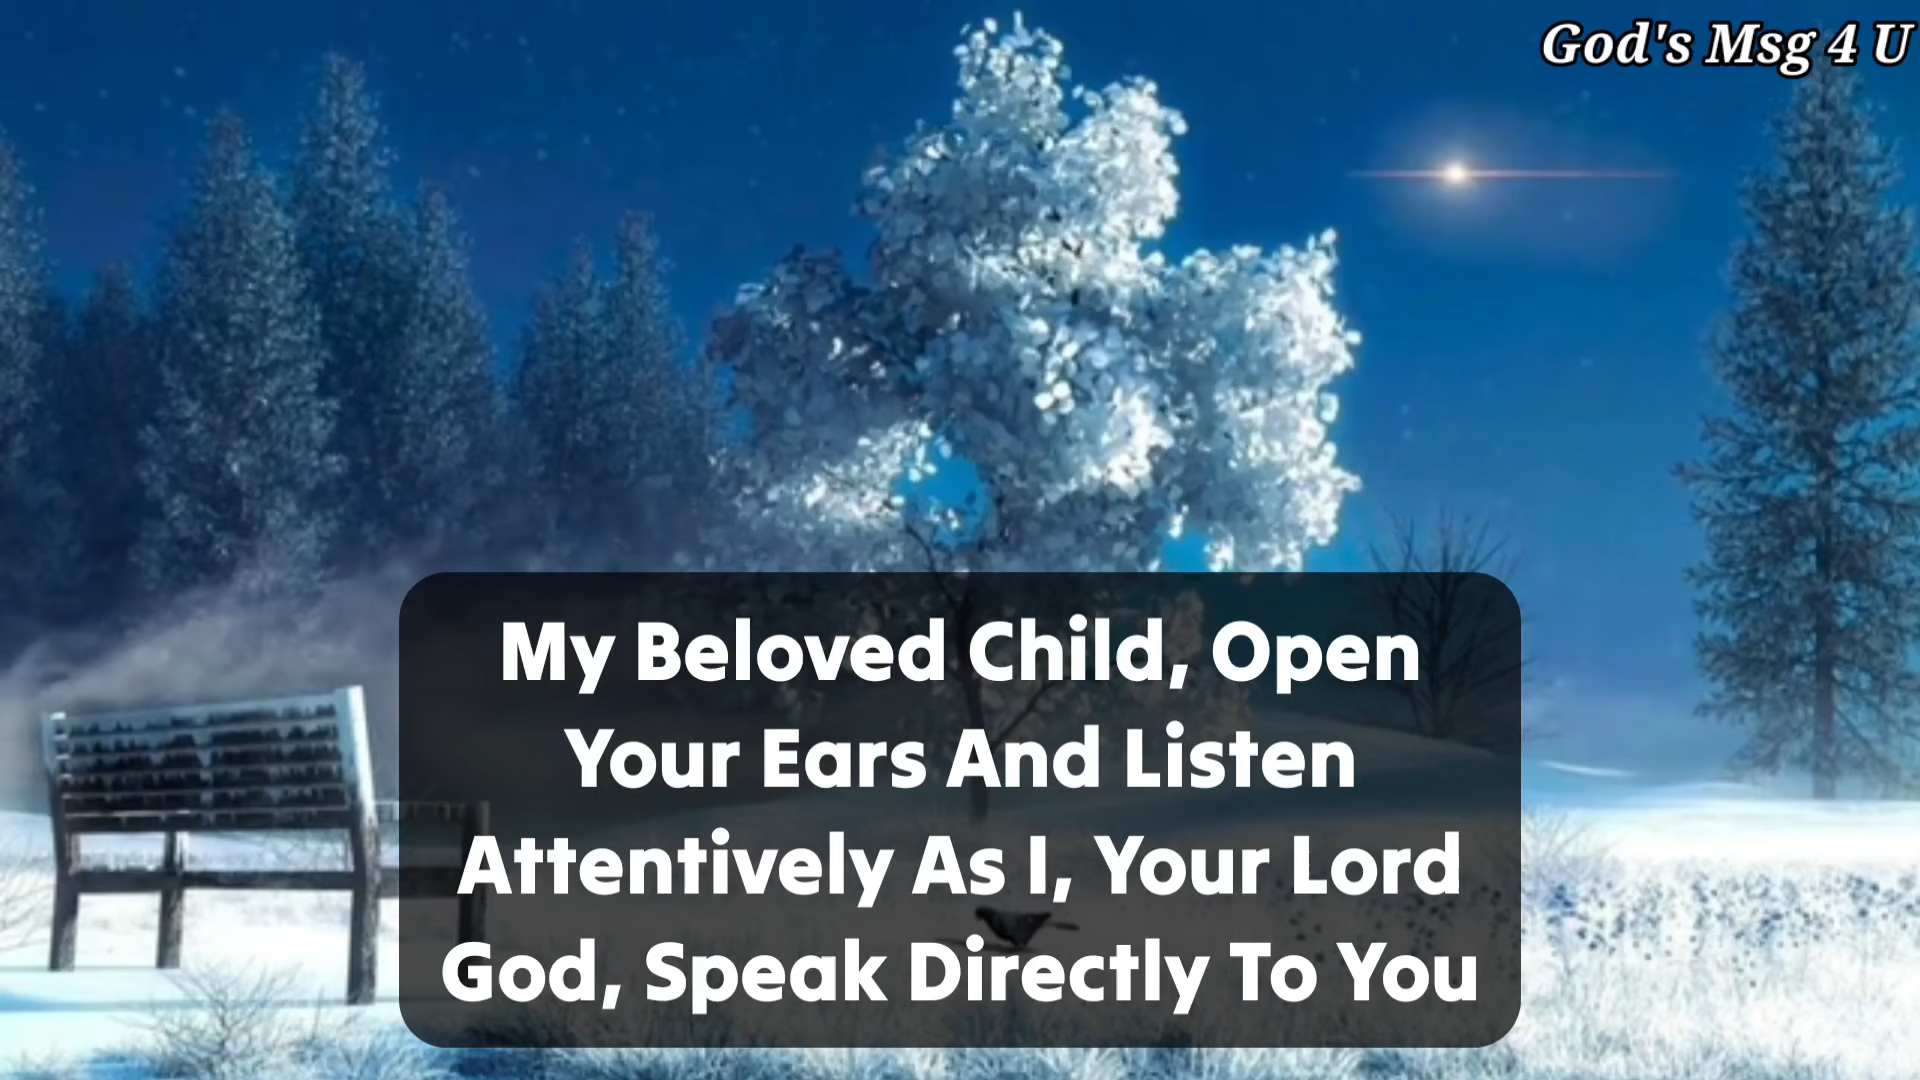 God's Msg 4 U
My Beloved Child, Open
Your Ears And Listen
Attentively As I, Your Lord
God, Speak Directly To You